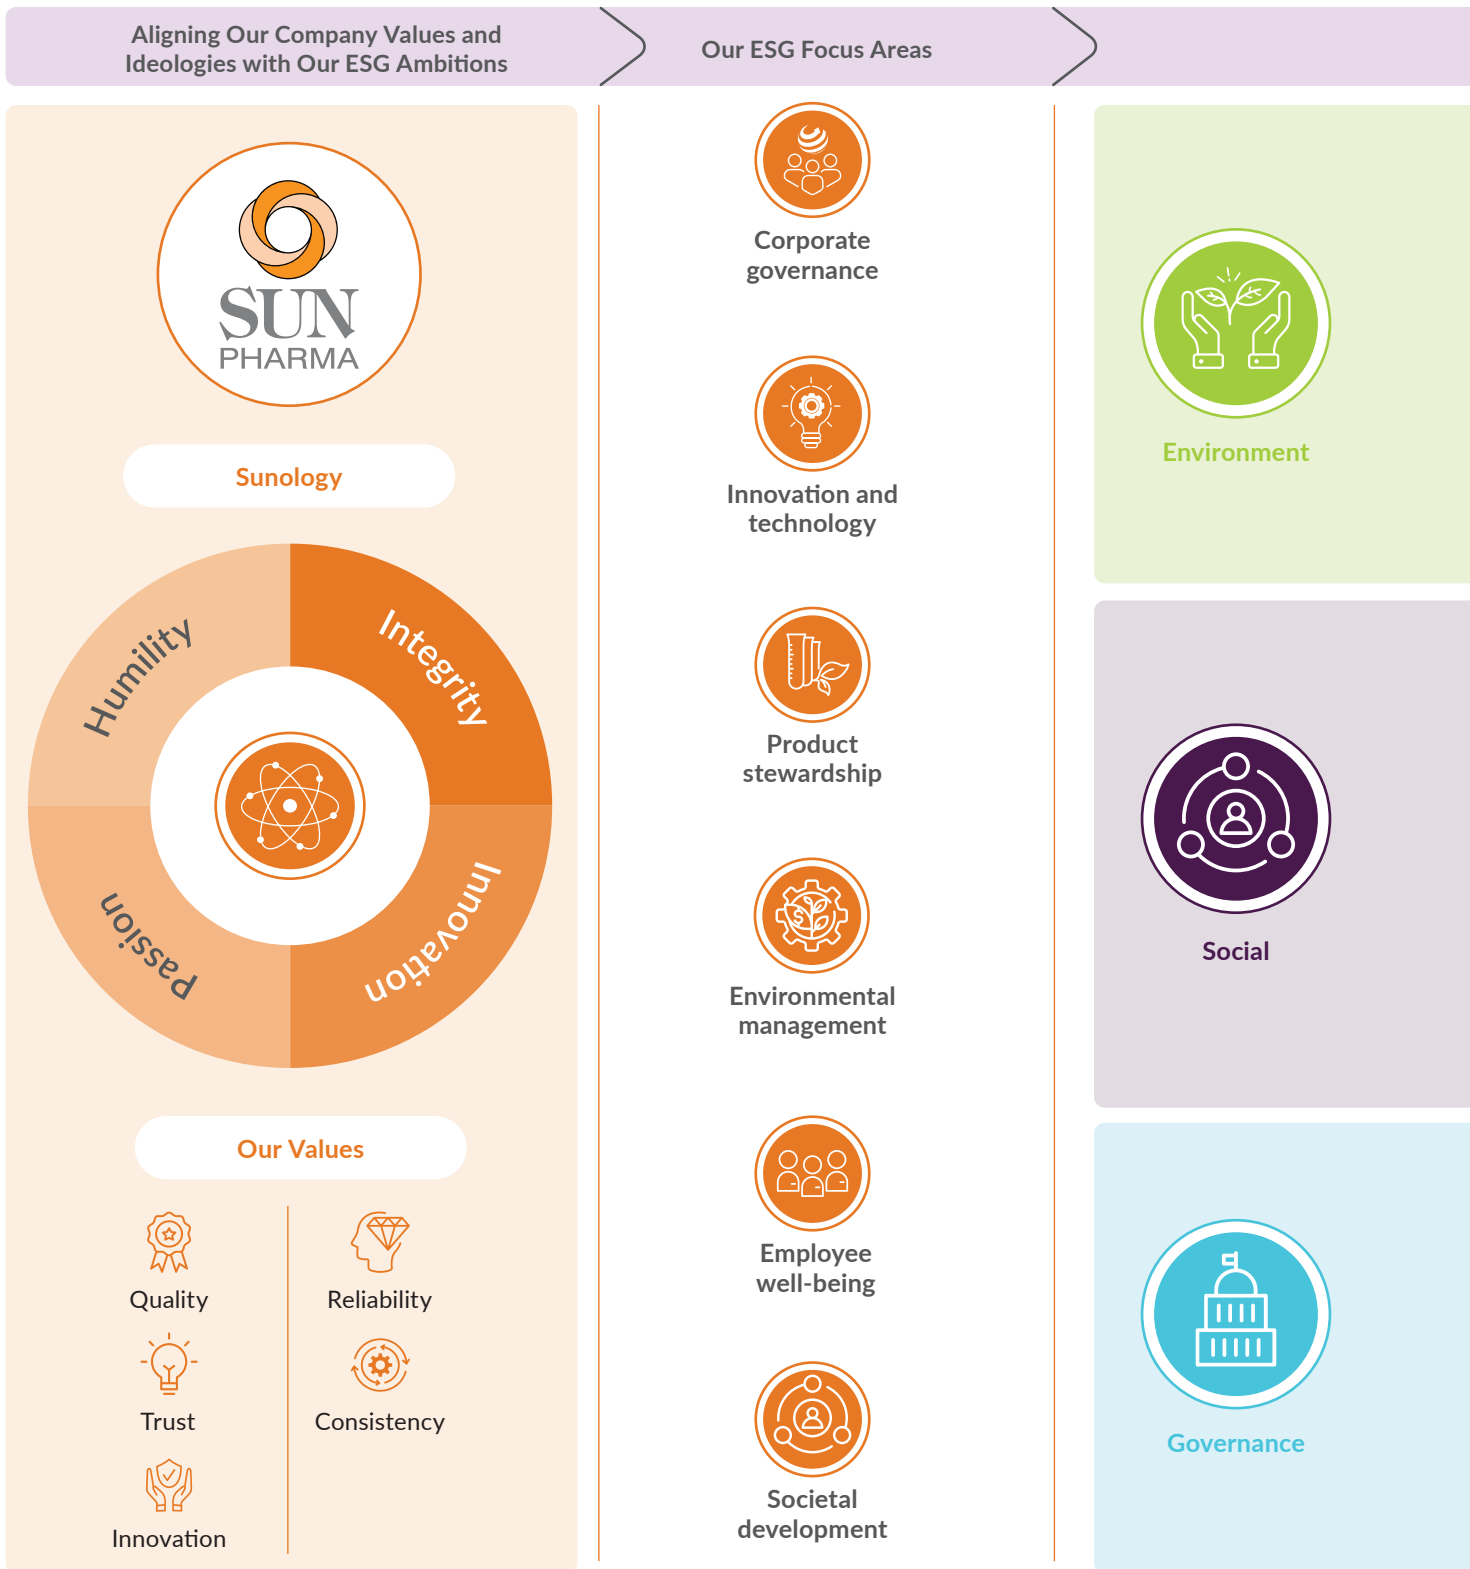 Aligning Our Company Values and
Ideologies with Our ESG Ambitions
Our ESG Focus Areas
SUN
PHARMA
Sunology
Humility
Integrity
Passion
Innovation
Our Values
Quality
Reliability
Trust
Consistency
Innovation
Corporate
governance
Innovation and
technology
Product
stewardship
Environmental
management
Employee
well-being
Societal
development
Environment
Social
Governance